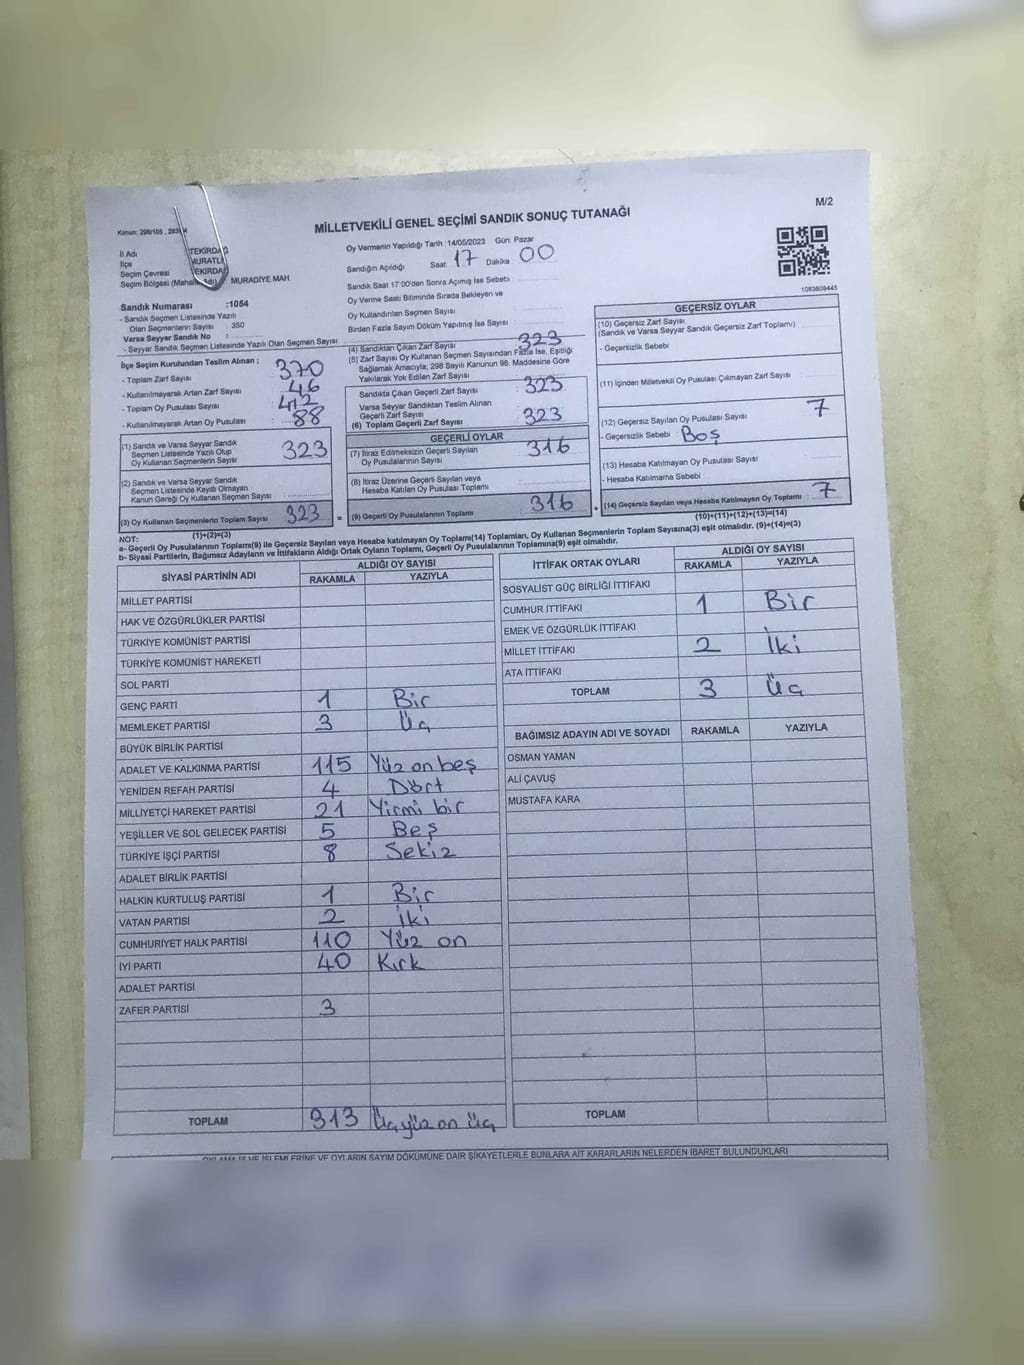 M/2
MİLLETVEKİLİ GENEL SEÇİMİ SANDIK SONUÇ TUTANAĞI
İl Adı : TEKİRDAĞ
İlçe : MURATLI
Seçim Çevresi : TEKİRDAĞ
Seçim Bölgesi (Mahalle Adı) : MURADİYE MAH.
Sandık Numarası :1054
- Sandık Seçmen Listesinde Yazılı
Olan Seçmenlerin Sayısı : 350
Varsa Seyyar Sandık No :
- Seyyar Sandık Seçmen Listesinde Yazılı Olan Seçmen Sayısı:
Oy Vermenin Yapıldığı Tarih :14/05/2023 Gün: Pazar
Sandığın Açıldığı Saat: 17 Dakika: 00
Sandık Saat 17:00'den Sonra Açılmış İse Sebebi
Oy Verme Saati Bitiminde Sırada Bekleyen ve
Oy Kullandırılan Seçmen Sayısı
Birden Fazla Sayım Döküm Yapılmış İse Sayısı
1083609445
İlçe Seçim Kurulundan Teslim Alınan :
- Toplam Zarf Sayısı : 370
- Kullanılmayarak Artan Zarf Sayısı : 46
- Toplam Oy Pusulası Sayısı : 412
- Kullanılmayarak Artan Oy Pusulası : 88
(1) Sandık ve Varsa Seyyar Sandık
Seçmen Listesinde Yazılı Olup
Oy Kullanan Seçmenlerin Sayısı 323
(2) Sandık ve Varsa Seyyar Sandık
Seçmen Listesinde Kaydı Olmayan
Kanun Gereği Oy Kullanan Seçmen Sayısı
(3) Oy Kullanan Seçmenlerin Toplam Sayısı 323
(1)+(2)=(3)
(4) Sandıktan Çıkan Zarf Sayısı 323
(5) Zarf Sayısı Oy Kullanan Seçmen Sayısından Fazla İse, Eşitliği
Sağlamak Amacıyla, 298 Sayılı Kanunun 98. Maddesine Göre
Yakılarak Yok Edilen Zarf Sayısı
Sandıkta Çıkan Geçerli Zarf Sayısı 323
Varsa Seyyar Sandıktan Teslim Alınan
Geçerli Zarf Sayısı
(6) Toplam Geçerli Zarf Sayısı 323
GEÇERLİ OYLAR
(7) İtiraz Edilmeksizin Geçerli Sayılan
Oy Pusulalarının Sayısı 316
(8) İtiraz Üzerine Geçerli Sayılan veya
Hesaba Katılan Oy Pusulası Toplamı
= (9) Geçerli Oy Pusulalarının Toplamı 316
GEÇERSİZ OYLAR
(10) Geçersiz Zarf Sayısı
(Sandık ve Varsa Seyyar Sandık Geçersiz Zarf Toplamı)
- Geçersizlik Sebebi
(11) İçinden Milletvekil Oy Pusulası Çıkmayan Zarf Sayısı
(12) Geçersiz Sayılan Oy Pusulası Sayısı : 7
- Geçersizlik Sebebi : Boş
(13) Hesaba Katılmayan Oy Pusulası Sayısı
- Hesaba Katılmama Sebebi
+ (14) Geçersiz Sayılan veya Hesaba Katılmayan Oy Toplamı : 7
(10)+(11)+(12)+(13)=(14)
NOT:
a- Geçerli Oy Pusulalarının Toplamı(9) ile Geçersiz Sayılan veya Hesaba Katılmayan Oy Toplamı(14) Toplamları, Oy Kullanan Seçmenlerin Toplam Sayısına(3) eşit olmalıdır. (9)+(14)=(3)
b- Siyasi Partilerin, Bağımsız Adayların ve İttifakların Aldığı Ortak Oyların Toplamı, Geçerli Oy Pusulalarının Toplamına(9) eşit olmalıdır.
SİYASİ PARTİNİN ADI ALDIĞI OY SAYISI
RAKAMLA YAZIYLA
MİLLET PARTİSİ
HAK VE ÖZGÜRLÜKLER PARTİSİ
TÜRKİYE KOMÜNİST PARTİSİ
TÜRKİYE KOMÜNİST HAREKETİ
SOL PARTİ
GENÇ PARTİ 1 Bir
MEMLEKET PARTİSİ 3 Üç
BÜYÜK BİRLİK PARTİSİ
ADALET VE KALKINMA PARTİSİ 115 Yüz on beş
YENİDEN REFAH PARTİSİ 4 Dört
MİLLİYETÇİ HAREKET PARTİSİ 21 Yirmi bir
YEŞİLLER VE SOL GELECEK PARTİSİ 5 Beş
TÜRKİYE İŞÇİ PARTİSİ 8 Sekiz
ADALET BİRLİK PARTİSİ
HALKIN KURTULUŞ PARTİSİ 1 Bir
VATAN PARTİSİ 2 İki
CUMHURİYET HALK PARTİSİ 110 Yüz on
İYİ PARTİ 40 Kırk
ADALET PARTİSİ
ZAFER PARTİSİ 3
TOPLAM 313 Üçyüz on üç
İTTİFAK ORTAK OYLARI ALDIĞI OY SAYISI
RAKAMLA YAZIYLA
SOSYALİST GÜÇ BİRLİĞİ İTTİFAKI
CUMHUR İTTİFAKI 1 Bir
EMEK VE ÖZGÜRLÜK İTTİFAKI
MİLLET İTTİFAKI 2 İki
ATA İTTİFAKI
TOPLAM 3 Üç
BAĞIMSIZ ADAYIN ADI VE SOYADI RAKAMLA YAZIYLA
OSMAN YAMAN
ALİ ÇAVUŞ
MUSTAFA KARA
TOPLAM
İŞLEMLERİNE VE OYLARIN SAYIM DÖKÜMÜNE DAİR ŞİKAYETLERLE BUNLARA AİT KARARLARIN NELERDEN İBARET BULUNDUKLARI